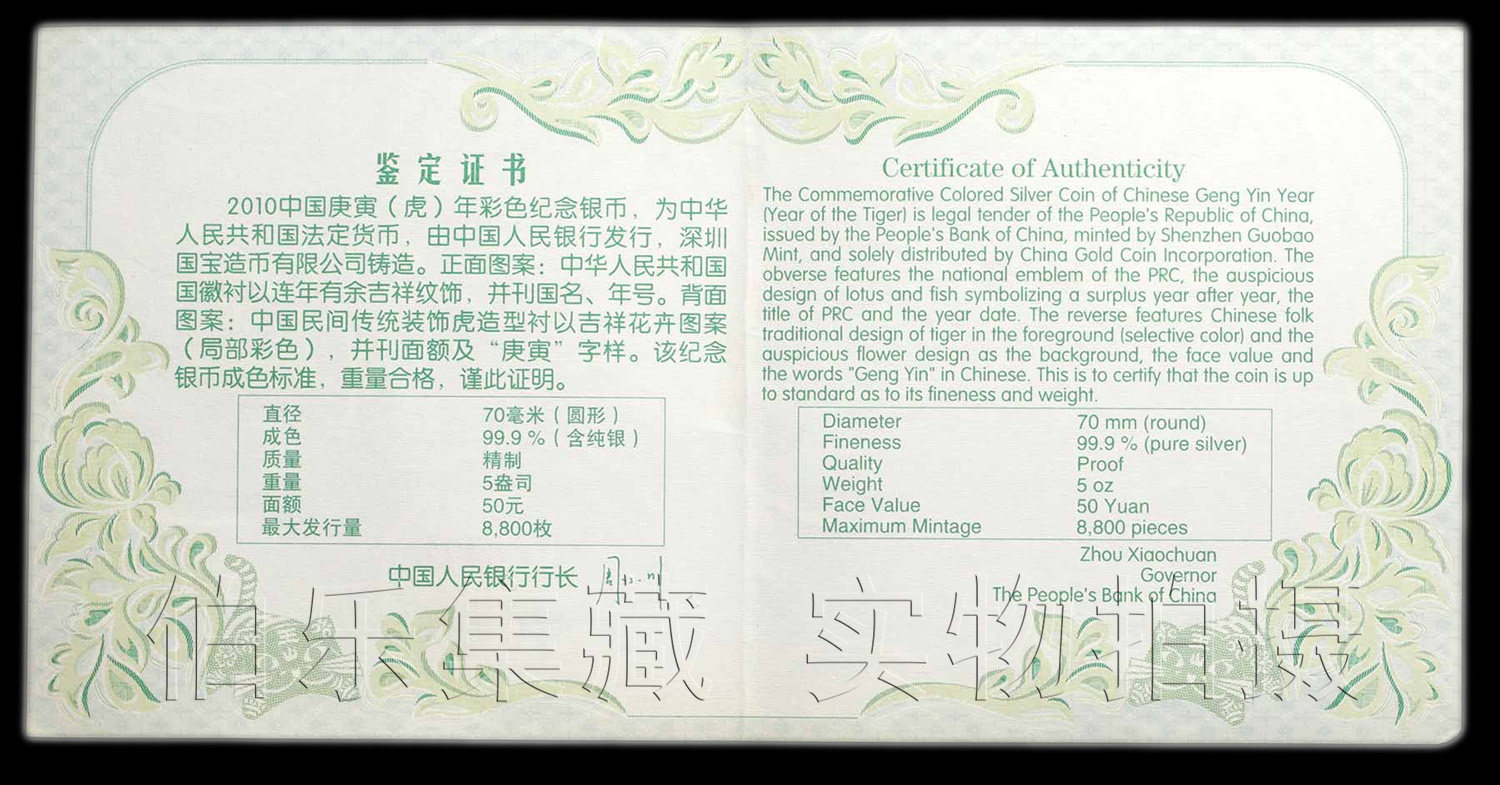 鉴定证书
2010中国庚寅（虎）年彩色纪念银币，为中华
人民共和国法定货币，由中国人民银行发行，深圳
国宝造币有限公司铸造。正面图案：中华人民共和国
国徽衬以连年有余吉祥纹饰，并刊国名、年号。背面
图案：中国民间传统装饰虎造型衬以吉祥花卉图案
（局部彩色），并刊面额及“庚寅”字样。该纪念
银币成色标准，重量合格，谨此证明。
直径 70毫米（圆形）
成色 99.9 %（含纯银）
质量 精制
重量 5盎司
面额 50元
最大发行量 8,800枚
中国人民银行行长
Certificate of Authenticity
The Commemorative Colored Silver Coin of Chinese Geng Yin Year
(Year of the Tiger) is legal tender of the People's Republic of China,
issued by the People's Bank of China, minted by Shenzhen Guobao
Mint, and solely distributed by China Gold Coin Incorporation. The
obverse features the national emblem of the PRC, the auspicious
design of lotus and fish symbolizing a surplus year after year, the
title of PRC and the year date. The reverse features Chinese folk
traditional design of tiger in the foreground (selective color) and the
auspicious flower design as the background, the face value and
the words "Geng Yin" in Chinese. This is to certify that the coin is up
to standard as to its fineness and weight.
Diameter 70 mm (round)
Fineness 99.9 % (pure silver)
Quality Proof
Weight 5 oz
Face Value 50 Yuan
Maximum Mintage 8,800 pieces
Zhou Xiaochuan
Governor
The People's Bank of China
伯乐集藏 实物拍摄